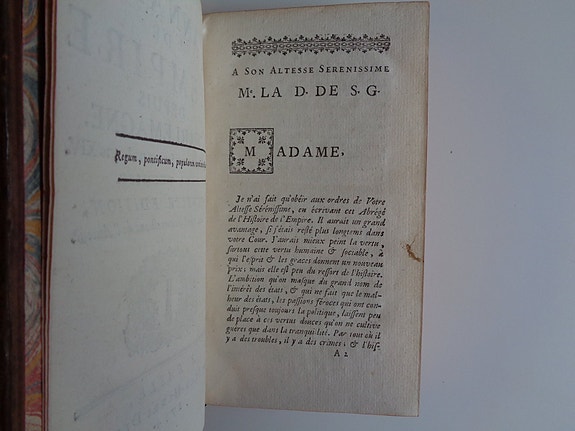 Regum, pontificum, populorum
A SON ALTESSE SERENISSIME
Me. LA D. DE S. G.
MADAME,
Je n'ai fait qu'obéir aux ordres de Votre
Altesse Sérénissime, en écrivant ces Abrégé
de l'Histoire de l'Empire. Il auroit un grand
avantage, si j'étais resté plus longtems dans
votre Cour. J'aurais mieux peint la vertu,
surtout cette vertu humaine & sociable, à
qui l'esprit & les graces donnent un nouveau
prix; mais elle est peu du ressort de l'histoire.
L'ambition qu'on masque du grand nom de
l'intérêt des états, & qui ne fait que le mal-
heur des états, les passions féroces qui ont con-
duit presque toujours la politique, laissent peu
de place à ces vertus douces qu'on ne cultive
guères que dans la tranquilité. Par tout où il
y a des troubles, il y a des crimes; & l'his-
A 2